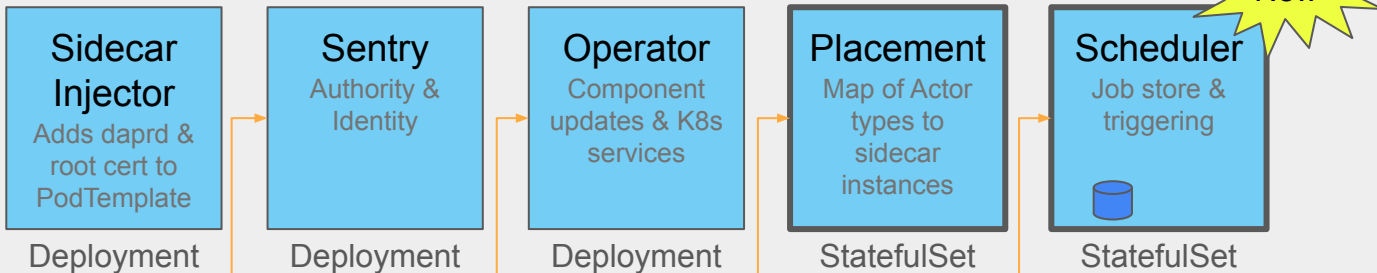 Sidecar
Injector
Adds daprd &
root cert to
PodTemplate
Deployment
Sentry
Authority &
Identity
Deployment
Operator
Component
updates & K8s
services
Deployment
Placement
Map of Actor
types to
sidecar
instances
StatefulSet
Scheduler
Job store &
triggering
StatefulSet